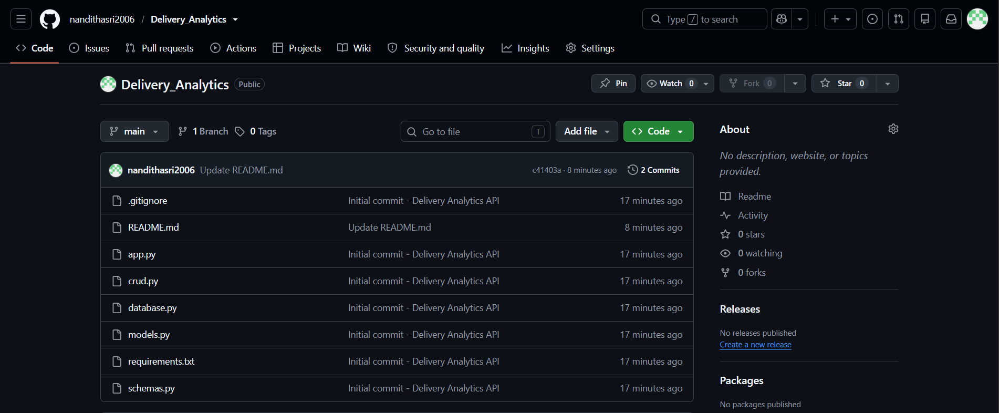 nandithasri2006 / Delivery_Analytics
Type / to search
Code
Issues
Pull requests
Actions
Projects
Wiki
Security and quality
Insights
Settings
Delivery_Analytics Public
Pin
Watch 0
Fork 0
Star 0
main
1 Branch
0 Tags
Go to file T
Add file
Code
nandithasri2006 Update README.md c41403a · 8 minutes ago 2 Commits
.gitignore Initial commit - Delivery Analytics API 17 minutes ago
README.md Update README.md 8 minutes ago
app.py Initial commit - Delivery Analytics API 17 minutes ago
crud.py Initial commit - Delivery Analytics API 17 minutes ago
database.py Initial commit - Delivery Analytics API 17 minutes ago
models.py Initial commit - Delivery Analytics API 17 minutes ago
requirements.txt Initial commit - Delivery Analytics API 17 minutes ago
schemas.py Initial commit - Delivery Analytics API 17 minutes ago
About
No description, website, or topics
provided.
Readme
Activity
0 stars
0 watching
0 forks
Releases
No releases published
Create a new release
Packages
No packages published